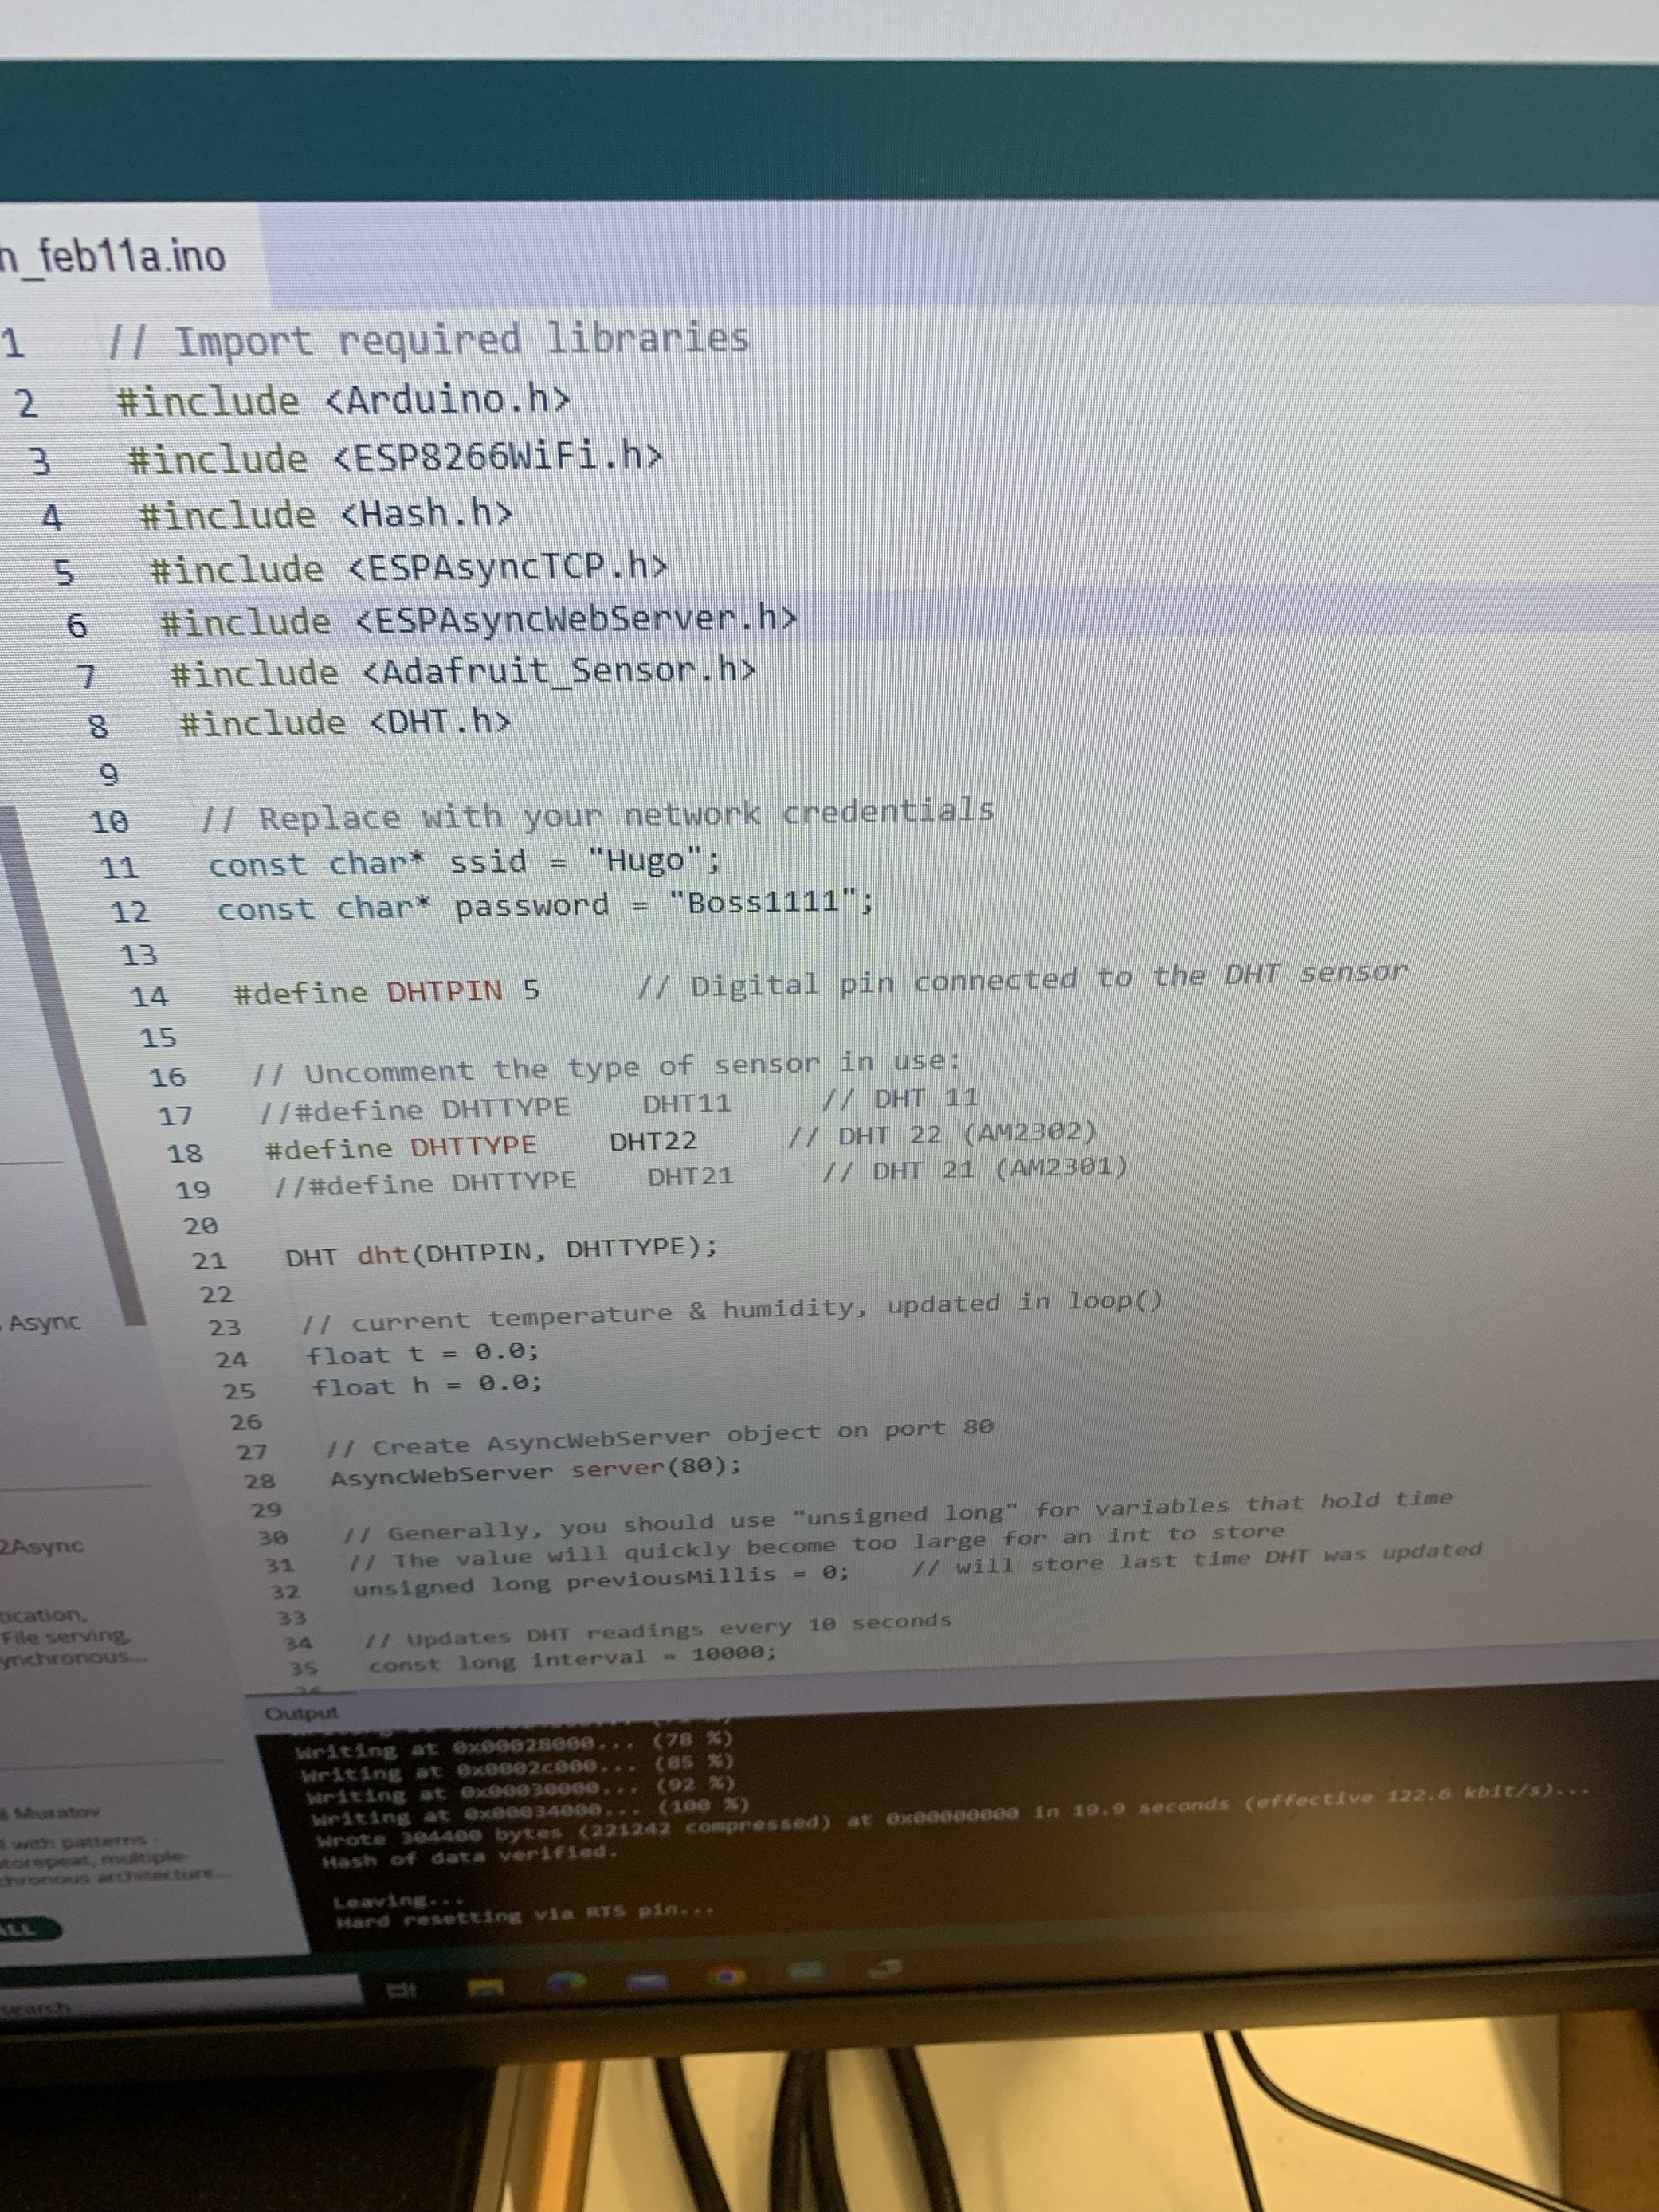 h_feb11a.ino
1 // Import required libraries
2 #include <Arduino.h>
3 #include <ESP8266WiFi.h>
4 #include <Hash.h>
5 #include <ESPAsyncTCP.h>
6 #include <ESPAsyncWebServer.h>
7 #include <Adafruit_Sensor.h>
8 #include <DHT.h>
9
10 // Replace with your network credentials
11 const char* ssid = "Hugo";
12 const char* password = "Boss1111";
13
14 #define DHTPIN 5 // Digital pin connected to the DHT sensor
15
16 // Uncomment the type of sensor in use:
17 //#define DHTTYPE DHT11 // DHT 11
18 #define DHTTYPE DHT22 // DHT 22 (AM2302)
19 //#define DHTTYPE DHT21 // DHT 21 (AM2301)
20
21 DHT dht(DHTPIN, DHTTYPE);
22
23 // current temperature & humidity, updated in loop()
24 float t = 0.0;
25 float h = 0.0;
26
27 // Create AsyncWebServer object on port 80
28 AsyncWebServer server(80);
29
30 // Generally, you should use "unsigned long" for variables that hold time
31 // The value will quickly become too large for an int to store
32 unsigned long previousMillis = 0; // will store last time DHT was updated
33
34 // Updates DHT readings every 10 seconds
35 const long interval = 10000;
Async
2Async
tication,
File serving,
ynchronous...
Muratov
with patterns -
torepeat, multiple-
chronous architecture...
ALL
Output
Writing at 0x00028000... (78 %)
Writing at 0x0002c000... (85 %)
Writing at 0x00030000... (92 %)
Writing at 0x00034000... (100 %)
Wrote 304400 bytes (221242 compressed) at 0x00000000 in 19.9 seconds (effective 122.6 kbit/s)...
Hash of data verified.
Leaving...
Hard resetting via RTS pin...
search